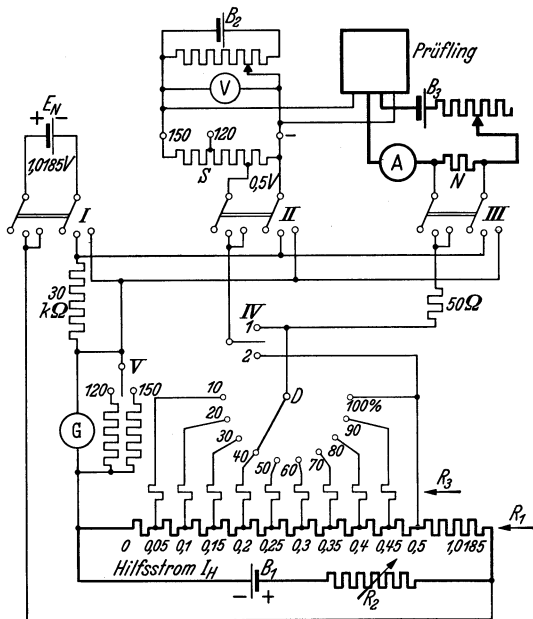 B₂
Prüfling
V
B₃
E_N
+ −
1,0185V
150 120 −
S
0,5V
A
N
I
II
III
30
kΩ
50Ω
IV
1
2
V
120 150
G
D
10
20
30
40
50
60
70
80
90
100%
R₃
R₁
0 0,05 0,1 0,15 0,2 0,25 0,3 0,35 0,4 0,45 0,5 1,0185
Hilfsstrom I_H
B₁
− +
R₂